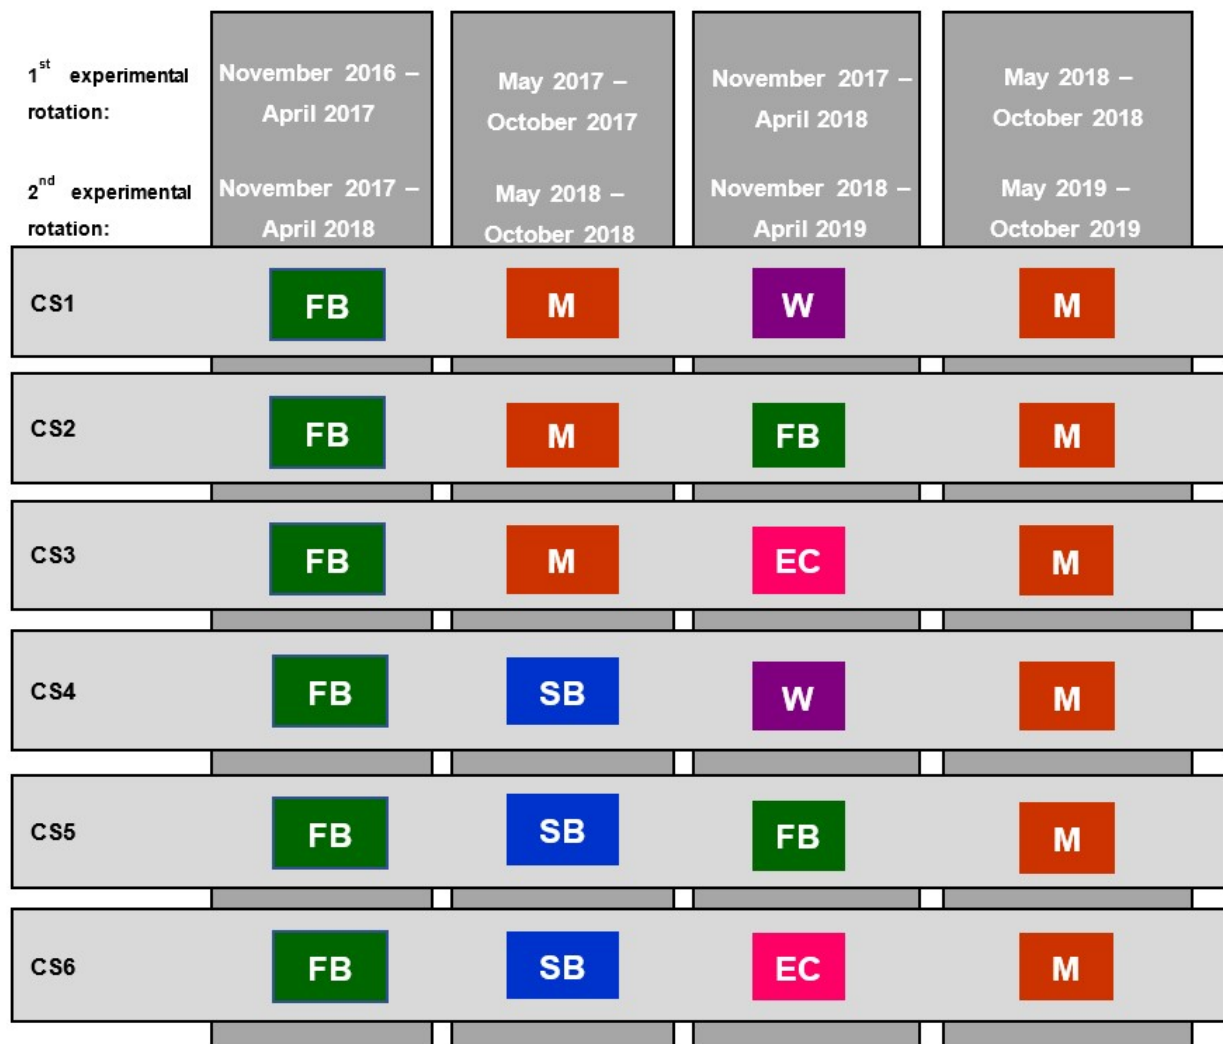 1st experimental rotation:
November 2016 – April 2017
May 2017 – October 2017
November 2017 – April 2018
May 2018 – October 2018
2nd experimental rotation:
November 2017 – April 2018
May 2018 – October 2018
November 2018 – April 2019
May 2019 – October 2019
CS1 FB M W M
CS2 FB M FB M
CS3 FB M EC M
CS4 FB SB W M
CS5 FB SB FB M
CS6 FB SB EC M